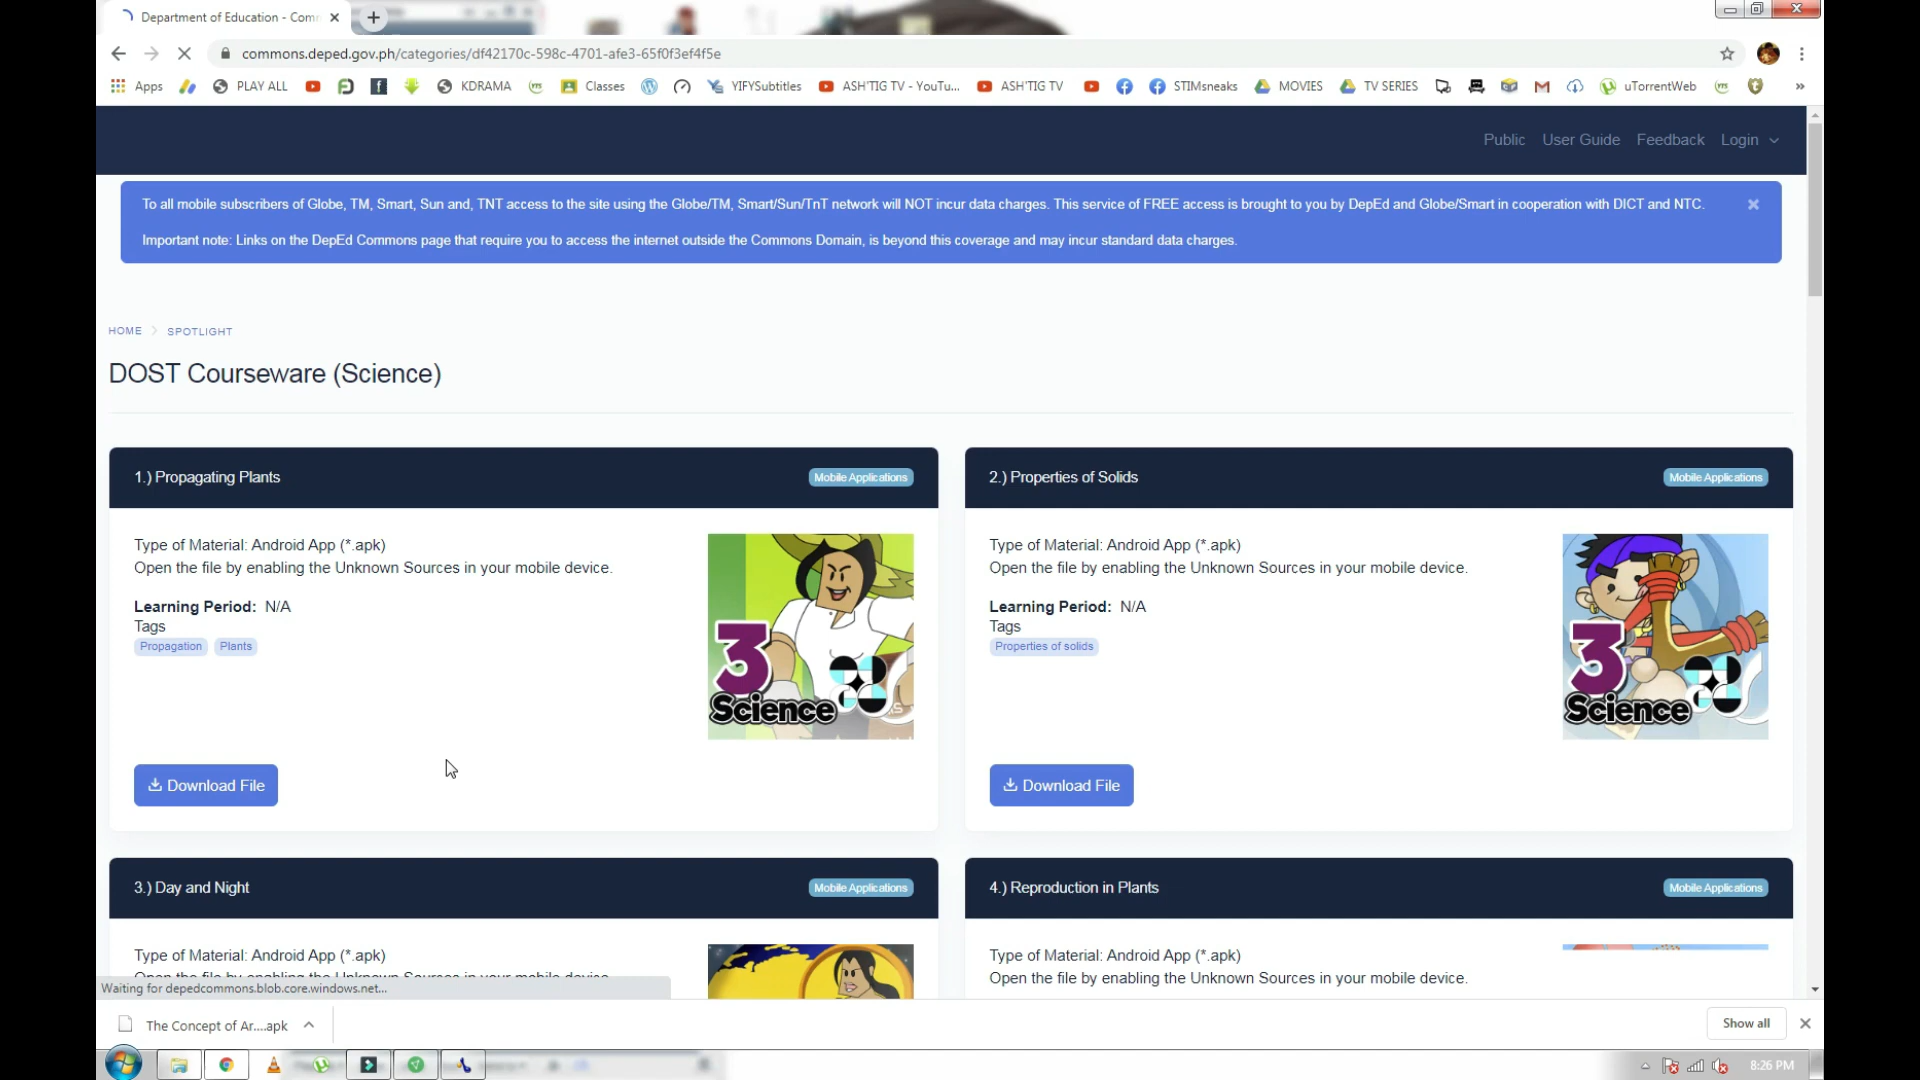 Department of Education - Com
commons.deped.gov.ph/categories/df42170c-598c-4701-afe3-65f0f3ef4f5e
Apps
PLAY ALL
KDRAMA
Classes
YIFYSubtitles
ASH'TIG TV - YouTu...
ASH'TIG TV
STIMsneaks
MOVIES
TV SERIES
uTorrentWeb
»
Public
User Guide
Feedback
Login
To all mobile subscribers of Globe, TM, Smart, Sun and, TNT access to the site using the Globe/TM, Smart/Sun/TnT network will NOT incur data charges. This service of FREE access is brought to you by DepEd and Globe/Smart in cooperation with DICT and NTC.
Important note: Links on the DepEd Commons page that require you to access the internet outside the Commons Domain, is beyond this coverage and may incur standard data charges.
HOME
SPOTLIGHT
DOST Courseware (Science)
1.) Propagating Plants
Mobile Applications
Type of Material: Android App (*.apk)
Open the file by enabling the Unknown Sources in your mobile device.
Learning Period: N/A
Tags
Propagation
Plants
3
Science
Download File
2.) Properties of Solids
Mobile Applications
Type of Material: Android App (*.apk)
Open the file by enabling the Unknown Sources in your mobile device.
Learning Period: N/A
Tags
Properties of solids
3
Science
Download File
3.) Day and Night
Mobile Applications
Type of Material: Android App (*.apk)
Open the file by enabling the Unknown Sources in your mobile device.
4.) Reproduction in Plants
Mobile Applications
Type of Material: Android App (*.apk)
Open the file by enabling the Unknown Sources in your mobile device.
Waiting for depedcommons.blob.core.windows.net...
The Concept of Ar....apk
Show all
8:26 PM